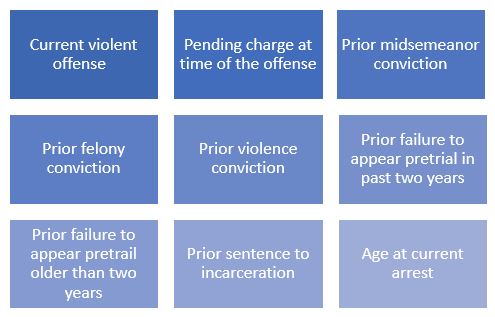 Current violent
offense
Pending charge at
time of the offense
Prior midsemeanor
conviction
Prior felony
conviction
Prior violence
conviction
Prior failure to
appear pretrial in
past two years
Prior failure to
appear pretrail
older than two
years
Prior sentence to
incarceration
Age at current
arrest